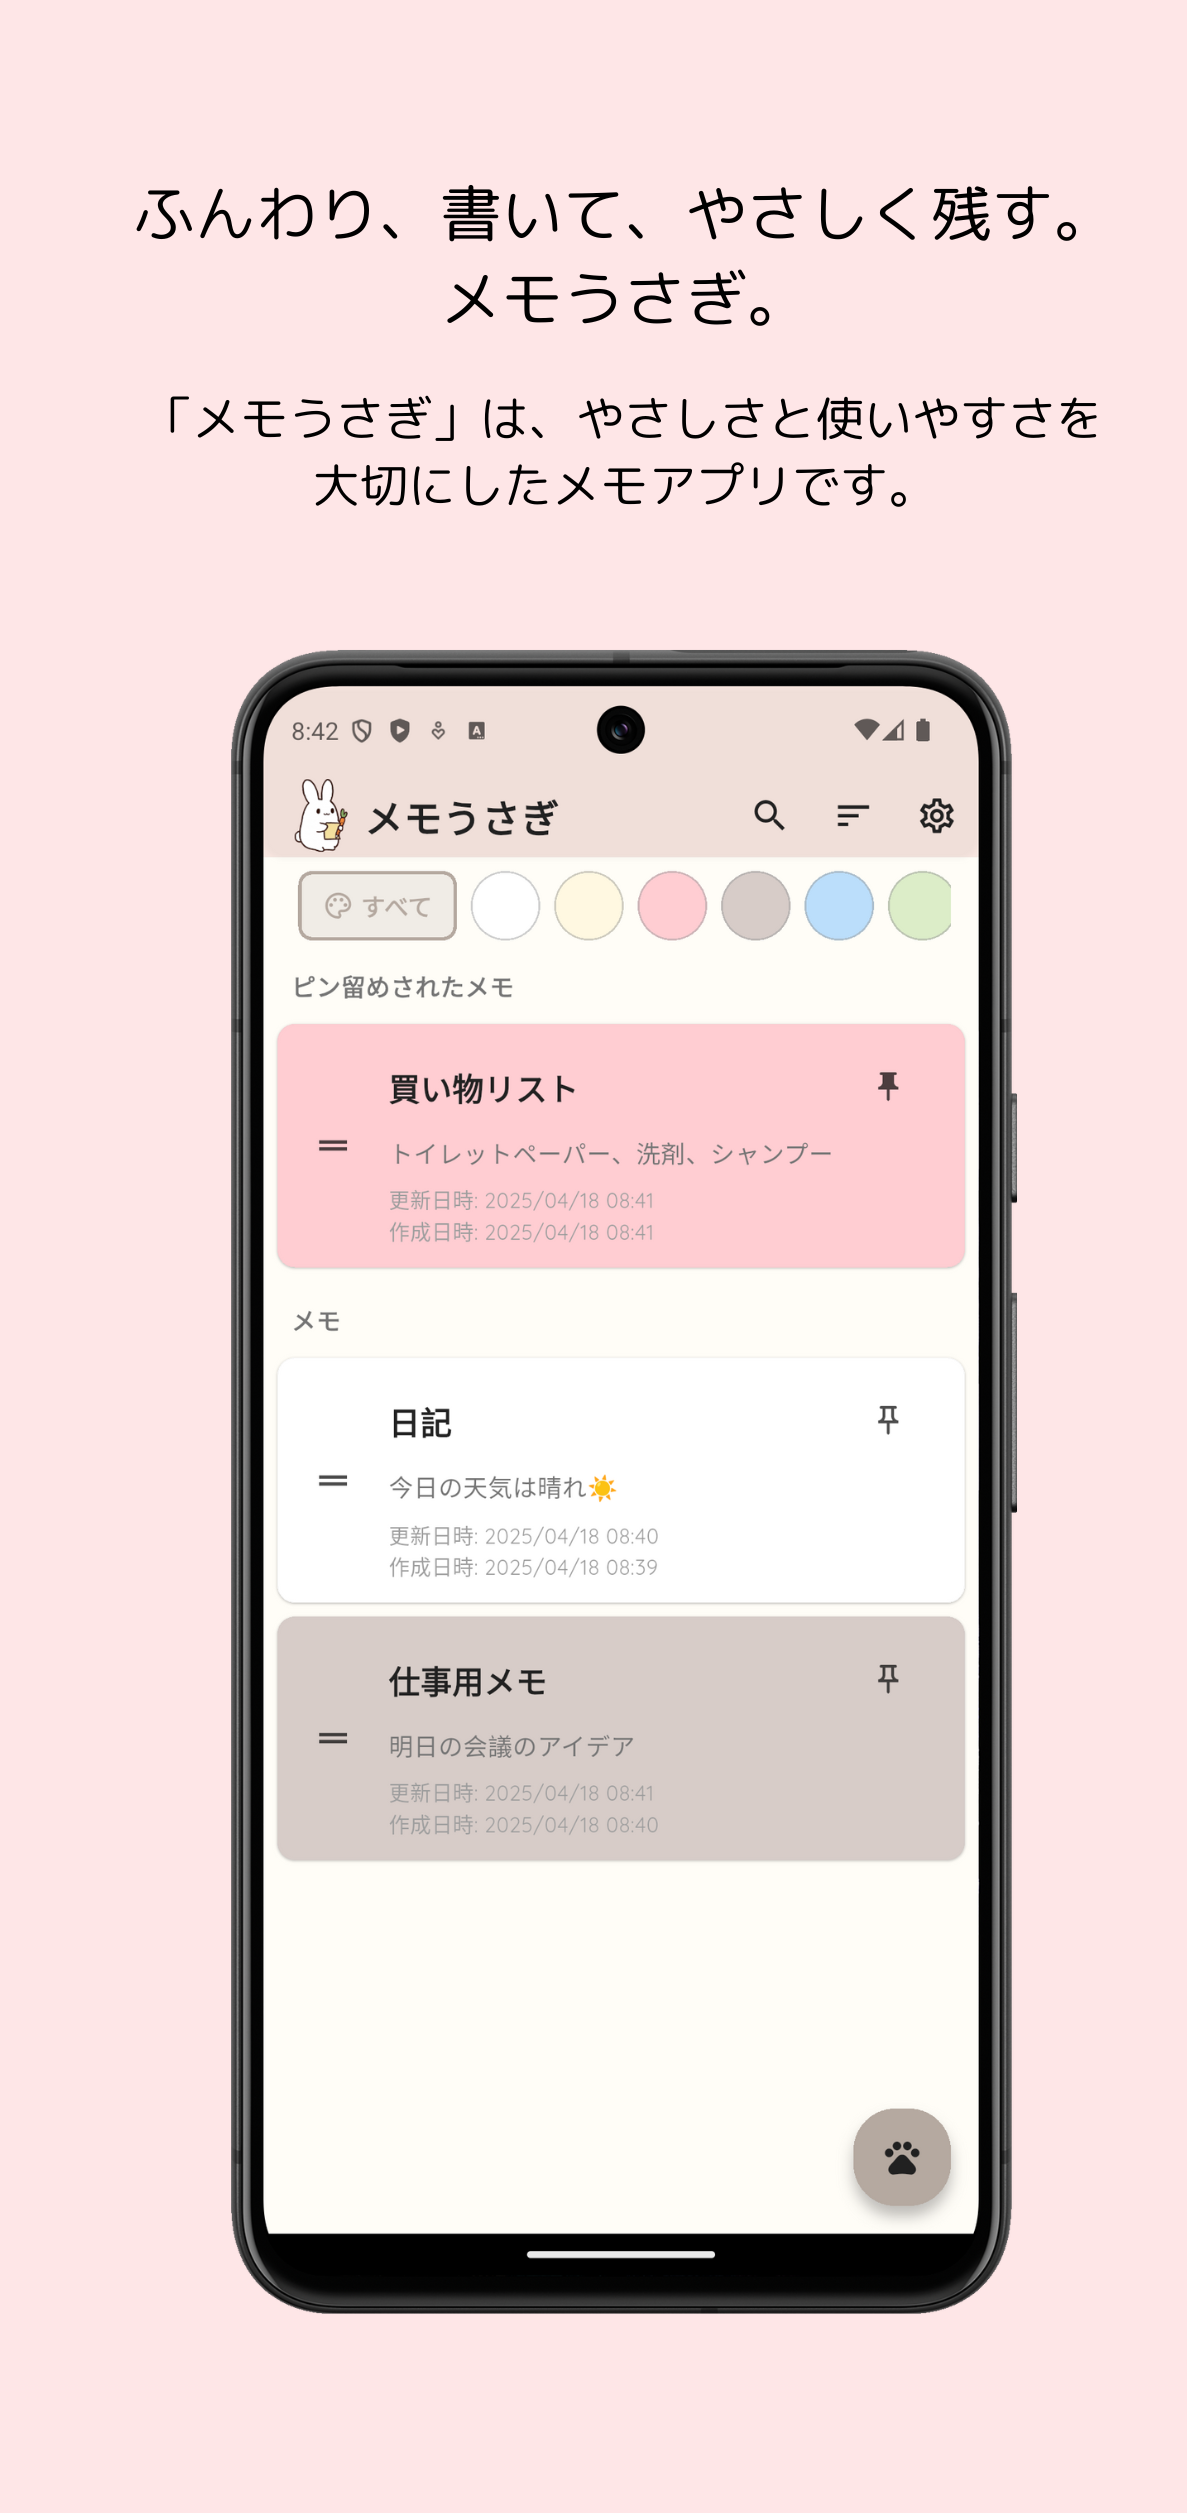 ふんわり、書いて、やさしく残す。
メモうさぎ。
「メモうさぎ」は、やさしさと使いやすさを
大切にしたメモアプリです。
8:42
メモうさぎ
すべて
ピン留めされたメモ
買い物リスト
トイレットペーパー、洗剤、シャンプー
更新日時: 2025/04/18 08:41
作成日時: 2025/04/18 08:41
メモ
日記
今日の天気は晴れ☀️
更新日時: 2025/04/18 08:40
作成日時: 2025/04/18 08:39
仕事用メモ
明日の会議のアイデア
更新日時: 2025/04/18 08:41
作成日時: 2025/04/18 08:40